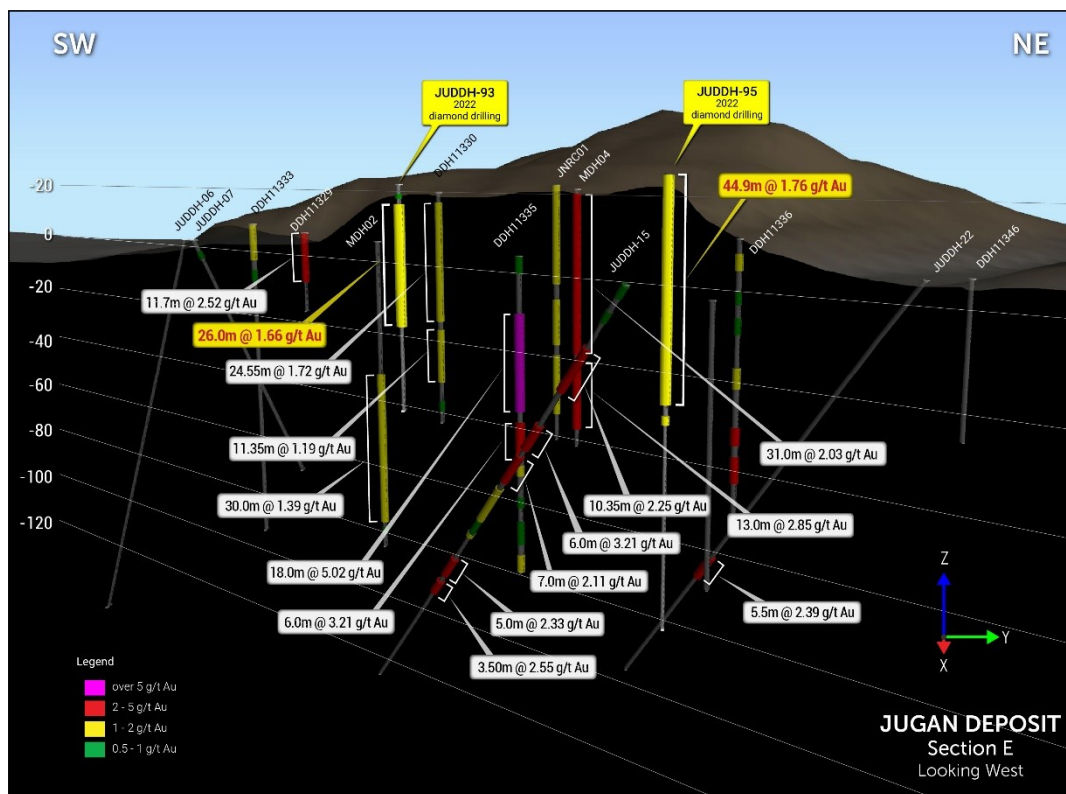 SW
NE
JUDDH-93
2022
diamond drilling
JUDDH-95
2022
diamond drilling
JUDDH-06
JUDDH-07
DDH11333
DDH11329
MDH02
DDH11330
DDH11335
JNRC01
MDH04
JUDDH-15
DDH11336
JUDDH-22
DDH11346
-20
0
-20
-40
-60
-80
-100
-120
44.9m @ 1.76 g/t Au
11.7m @ 2.52 g/t Au
26.0m @ 1.66 g/t Au
24.55m @ 1.72 g/t Au
11.35m @ 1.19 g/t Au
30.0m @ 1.39 g/t Au
18.0m @ 5.02 g/t Au
6.0m @ 3.21 g/t Au
31.0m @ 2.03 g/t Au
10.35m @ 2.25 g/t Au
13.0m @ 2.85 g/t Au
6.0m @ 3.21 g/t Au
7.0m @ 2.11 g/t Au
5.0m @ 2.33 g/t Au
3.50m @ 2.55 g/t Au
5.5m @ 2.39 g/t Au
Z
Y
X
Legend
over 5 g/t Au
2 - 5 g/t Au
1 - 2 g/t Au
0.5 - 1 g/t Au
JUGAN DEPOSIT
Section E
Looking West